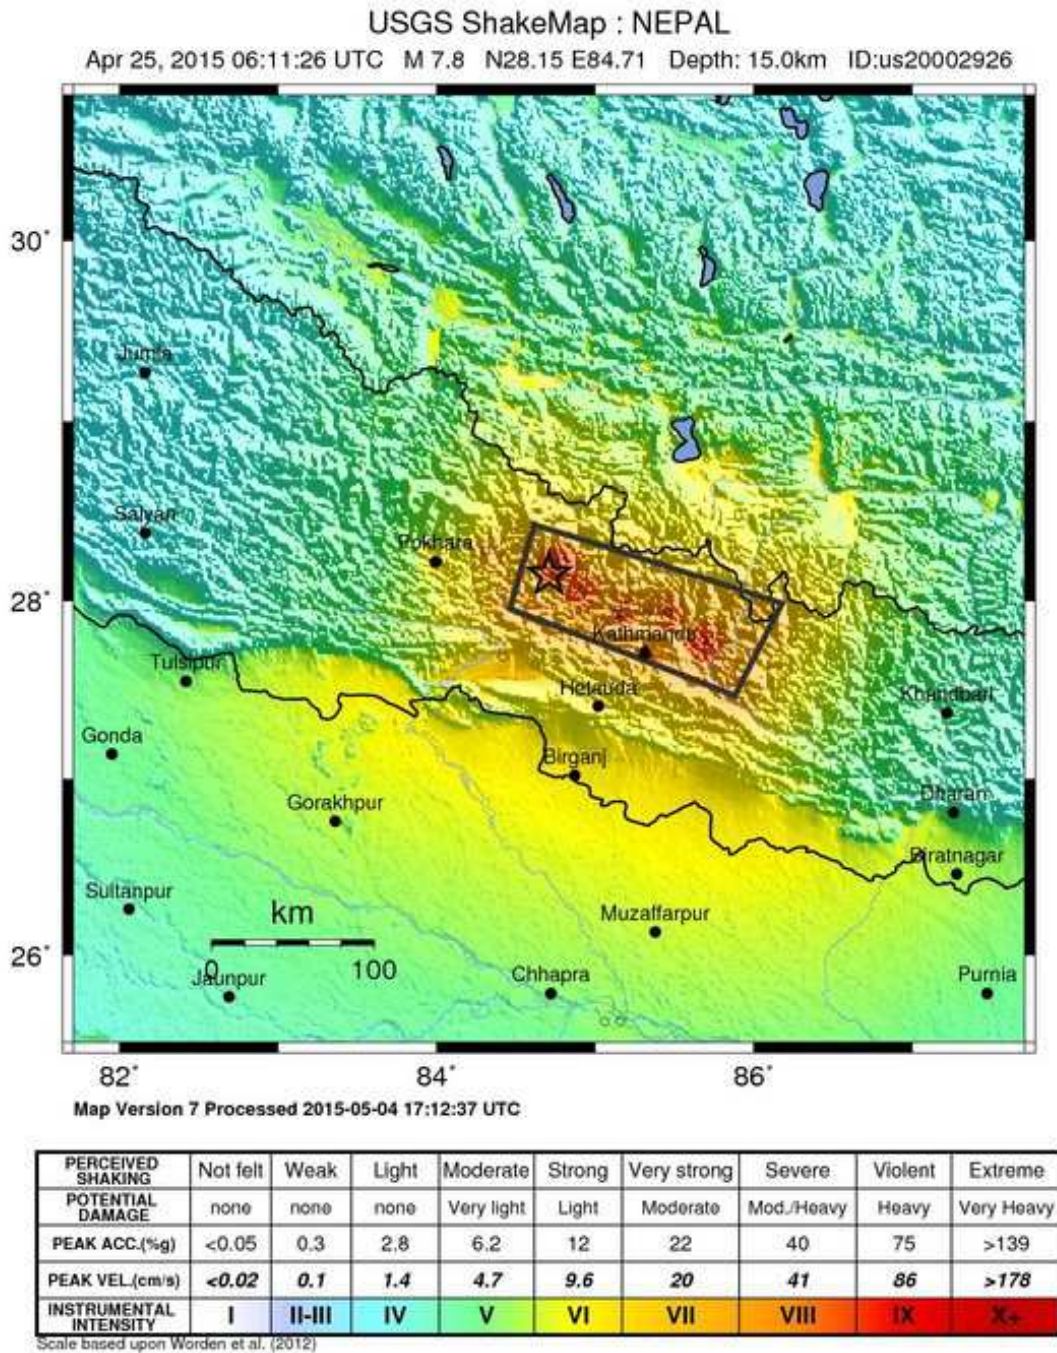 USGS ShakeMap : NEPAL
Apr 25, 2015 06:11:26 UTC M 7.8 N28.15 E84.71 Depth: 15.0km ID:us20002926
30°
Jumla
Salyan
Pokhara
28°
Kathmandu
Tulsipur
Hetauda
Khandbari
Gonda
Birganj
Gorakhpur
Dharan
Biratnagar
Sultanpur
km
Muzaffarpur
26°
0 100
Jaunpur
Chhapra
Purnia
82° 84° 86°
Map Version 7 Processed 2015-05-04 17:12:37 UTC
PERCEIVED SHAKING Not felt Weak Light Moderate Strong Very strong Severe Violent Extreme
POTENTIAL DAMAGE none none none Very light Light Moderate Mod./Heavy Heavy Very Heavy
PEAK ACC.(%g) <0.05 0.3 2.8 6.2 12 22 40 75 >139
PEAK VEL.(cm/s) <0.02 0.1 1.4 4.7 9.6 20 41 86 >178
INSTRUMENTAL INTENSITY I II-III IV V VI VII VIII IX X+
Scale based upon Worden et al. (2012)